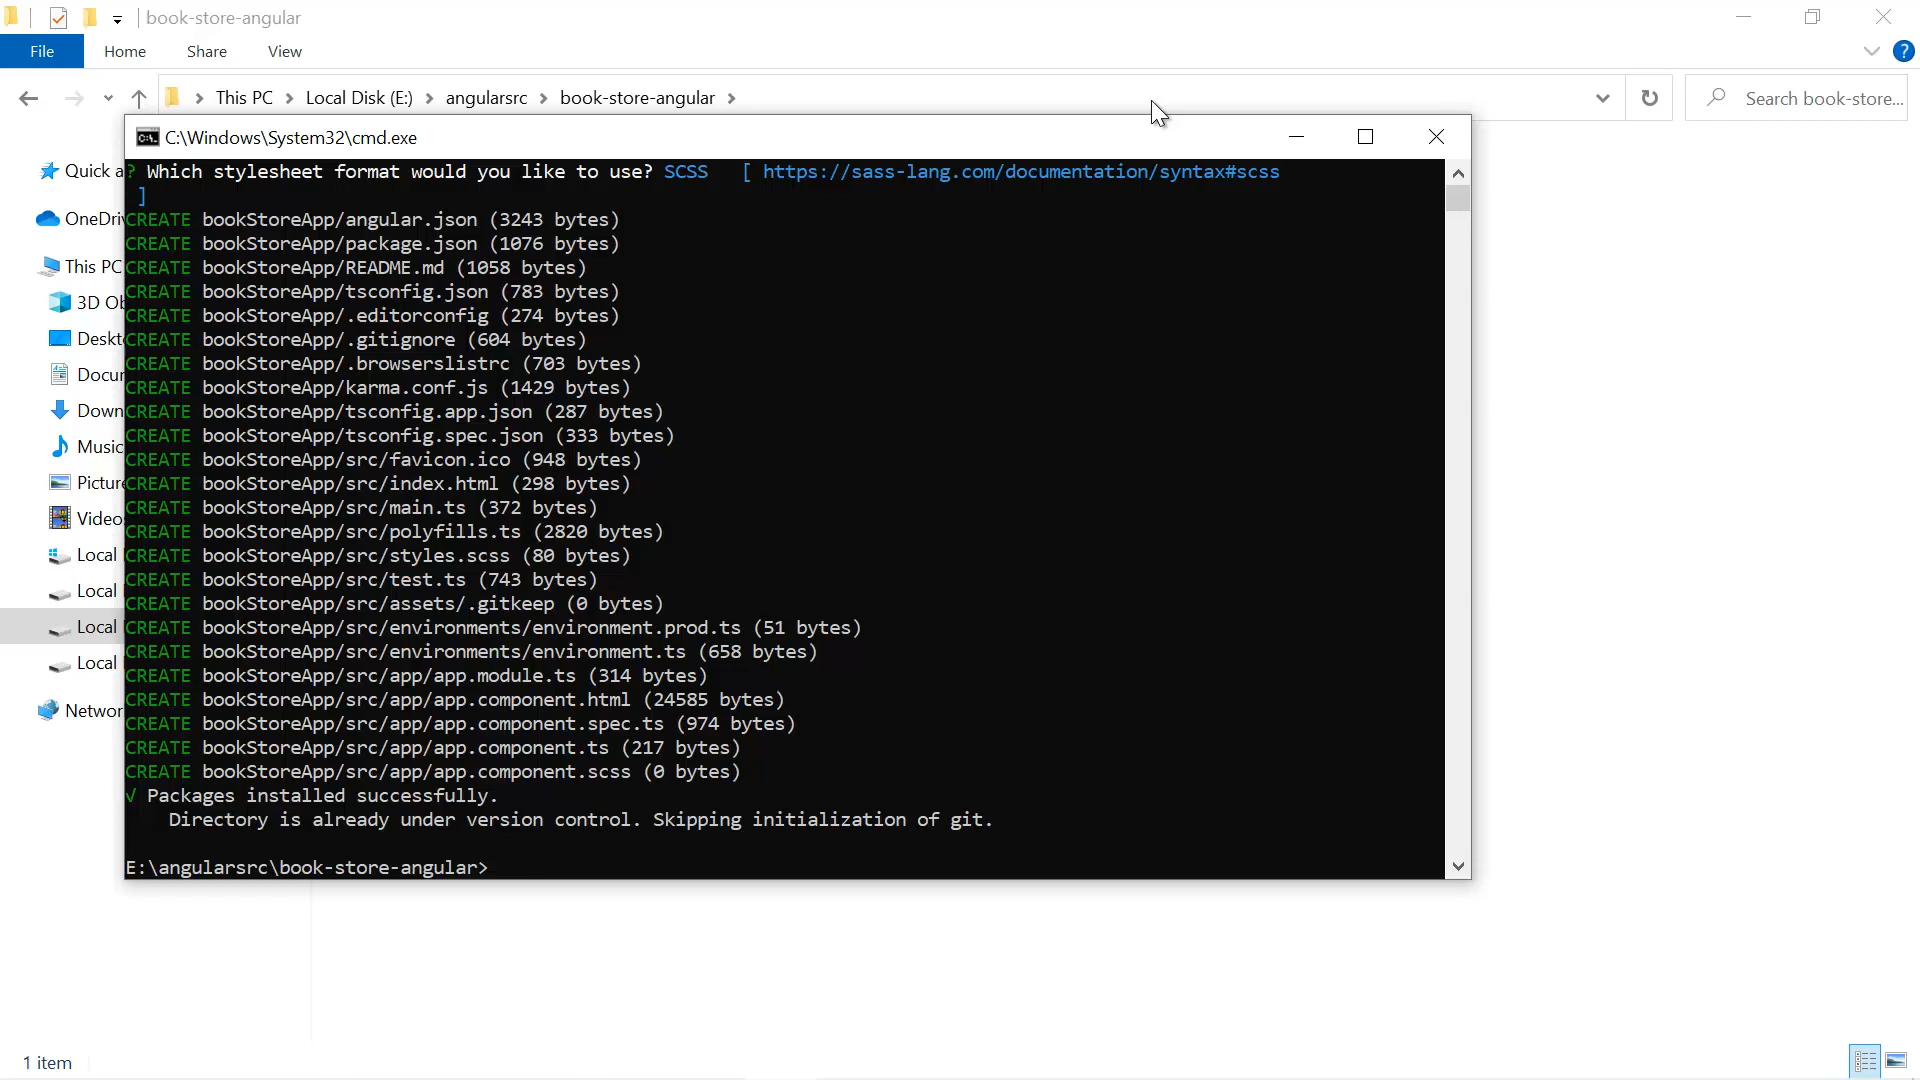 book-store-angular
File Home Share View
This PC Local Disk (E:) angularsrc book-store-angular
Search book-store...
C:\Windows\System32\cmd.exe
Quick a
OneDriv
This PC
3D Ob
Deskto
Docum
Down
Music
Picture
Videos
Local
Local
Local
Local
Networ
? Which stylesheet format would you like to use? SCSS [ https://sass-lang.com/documentation/syntax#scss
]
CREATE bookStoreApp/angular.json (3243 bytes)
CREATE bookStoreApp/package.json (1076 bytes)
CREATE bookStoreApp/README.md (1058 bytes)
CREATE bookStoreApp/tsconfig.json (783 bytes)
CREATE bookStoreApp/.editorconfig (274 bytes)
CREATE bookStoreApp/.gitignore (604 bytes)
CREATE bookStoreApp/.browserslistrc (703 bytes)
CREATE bookStoreApp/karma.conf.js (1429 bytes)
CREATE bookStoreApp/tsconfig.app.json (287 bytes)
CREATE bookStoreApp/tsconfig.spec.json (333 bytes)
CREATE bookStoreApp/src/favicon.ico (948 bytes)
CREATE bookStoreApp/src/index.html (298 bytes)
CREATE bookStoreApp/src/main.ts (372 bytes)
CREATE bookStoreApp/src/polyfills.ts (2820 bytes)
CREATE bookStoreApp/src/styles.scss (80 bytes)
CREATE bookStoreApp/src/test.ts (743 bytes)
CREATE bookStoreApp/src/assets/.gitkeep (0 bytes)
CREATE bookStoreApp/src/environments/environment.prod.ts (51 bytes)
CREATE bookStoreApp/src/environments/environment.ts (658 bytes)
CREATE bookStoreApp/src/app/app.module.ts (314 bytes)
CREATE bookStoreApp/src/app/app.component.html (24585 bytes)
CREATE bookStoreApp/src/app/app.component.spec.ts (974 bytes)
CREATE bookStoreApp/src/app/app.component.ts (217 bytes)
CREATE bookStoreApp/src/app/app.component.scss (0 bytes)
√ Packages installed successfully.
Directory is already under version control. Skipping initialization of git.
E:\angularsrc\book-store-angular>
1 item